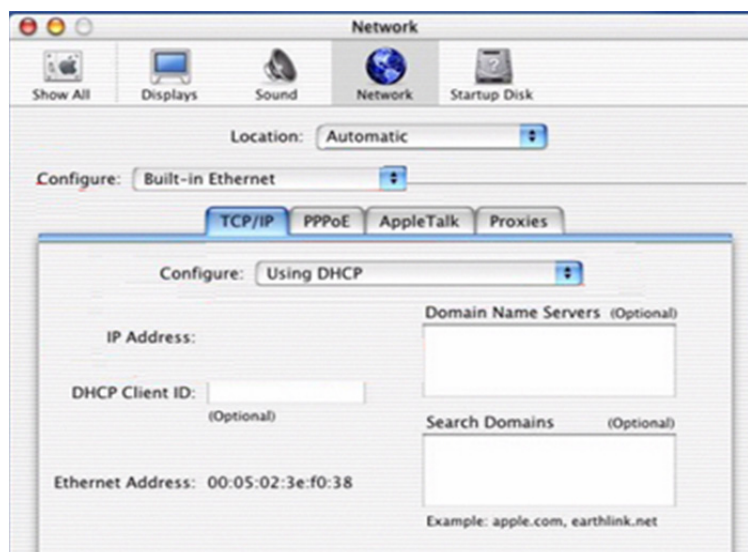 Network
Show All Displays Sound Network Startup Disk
Location: Automatic
Configure: Built-in Ethernet
TCP/IP PPPoE AppleTalk Proxies
Configure: Using DHCP
Domain Name Servers (Optional)
IP Address:
DHCP Client ID:
(Optional)
Search Domains (Optional)
Ethernet Address: 00:05:02:3e:f0:38
Example: apple.com, earthlink.net